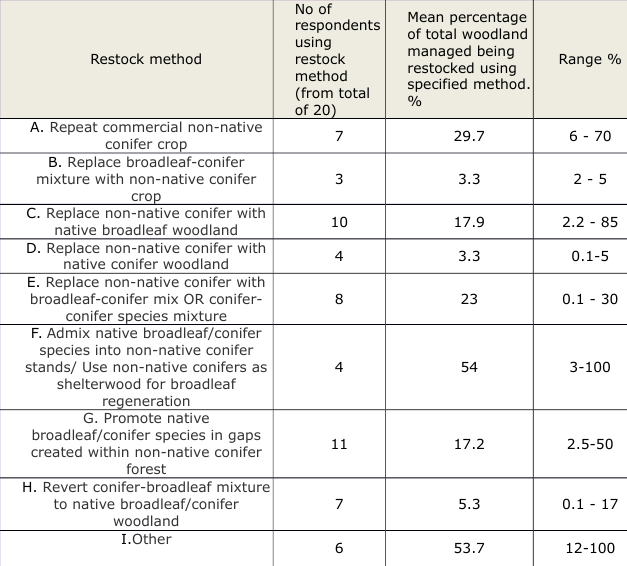 Restock method
No of
respondents
using
restock
method
(from total
of 20)
Mean percentage
of total woodland
managed being
restocked using
specified method.
%
Range %
A. Repeat commercial non-native
conifer crop
7
29.7
6 - 70
B. Replace broadleaf-conifer
mixture with non-native conifer
crop
3
3.3
2 - 5
C. Replace non-native conifer with
native broadleaf woodland
10
17.9
2.2 - 85
D. Replace non-native conifer with
native conifer woodland
4
3.3
0.1-5
E. Replace non-native conifer with
broadleaf-conifer mix OR conifer-
conifer species mixture
8
23
0.1 - 30
F. Admix native broadleaf/conifer
species into non-native conifer
stands/ Use non-native conifers as
shelterwood for broadleaf
regeneration
4
54
3-100
G. Promote native
broadleaf/conifer species in gaps
created within non-native conifer
forest
11
17.2
2.5-50
H. Revert conifer-broadleaf mixture
to native broadleaf/conifer
woodland
7
5.3
0.1 - 17
I.Other
6
53.7
12-100